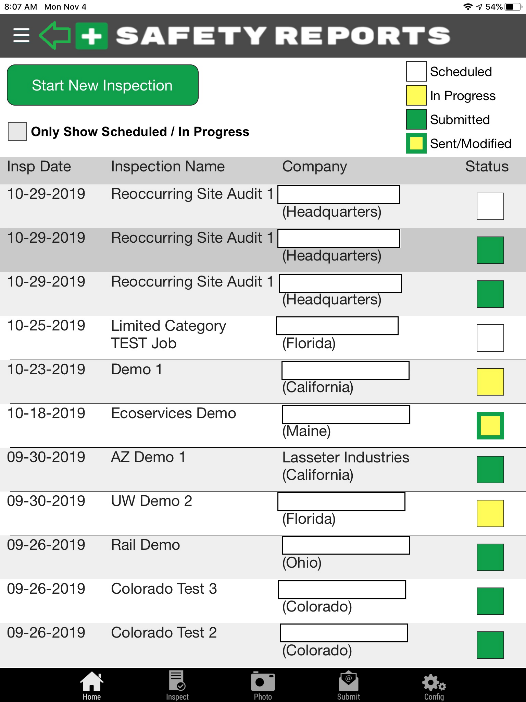 8:07 AM Mon Nov 4 54%
SAFETY REPORTS
Start New Inspection
Scheduled
In Progress
Submitted
Sent/Modified
Only Show Scheduled / In Progress
Insp Date Inspection Name Company Status
10-29-2019 Reoccurring Site Audit 1
(Headquarters)
10-29-2019 Reoccurring Site Audit 1
(Headquarters)
10-29-2019 Reoccurring Site Audit 1
(Headquarters)
10-25-2019 Limited Category
TEST Job (Florida)
10-23-2019 Demo 1
(California)
10-18-2019 Ecoservices Demo
(Maine)
09-30-2019 AZ Demo 1 Lasseter Industries
(California)
09-30-2019 UW Demo 2
(Florida)
09-26-2019 Rail Demo
(Ohio)
09-26-2019 Colorado Test 3
(Colorado)
09-26-2019 Colorado Test 2
(Colorado)
Home Inspect Photo Submit Config